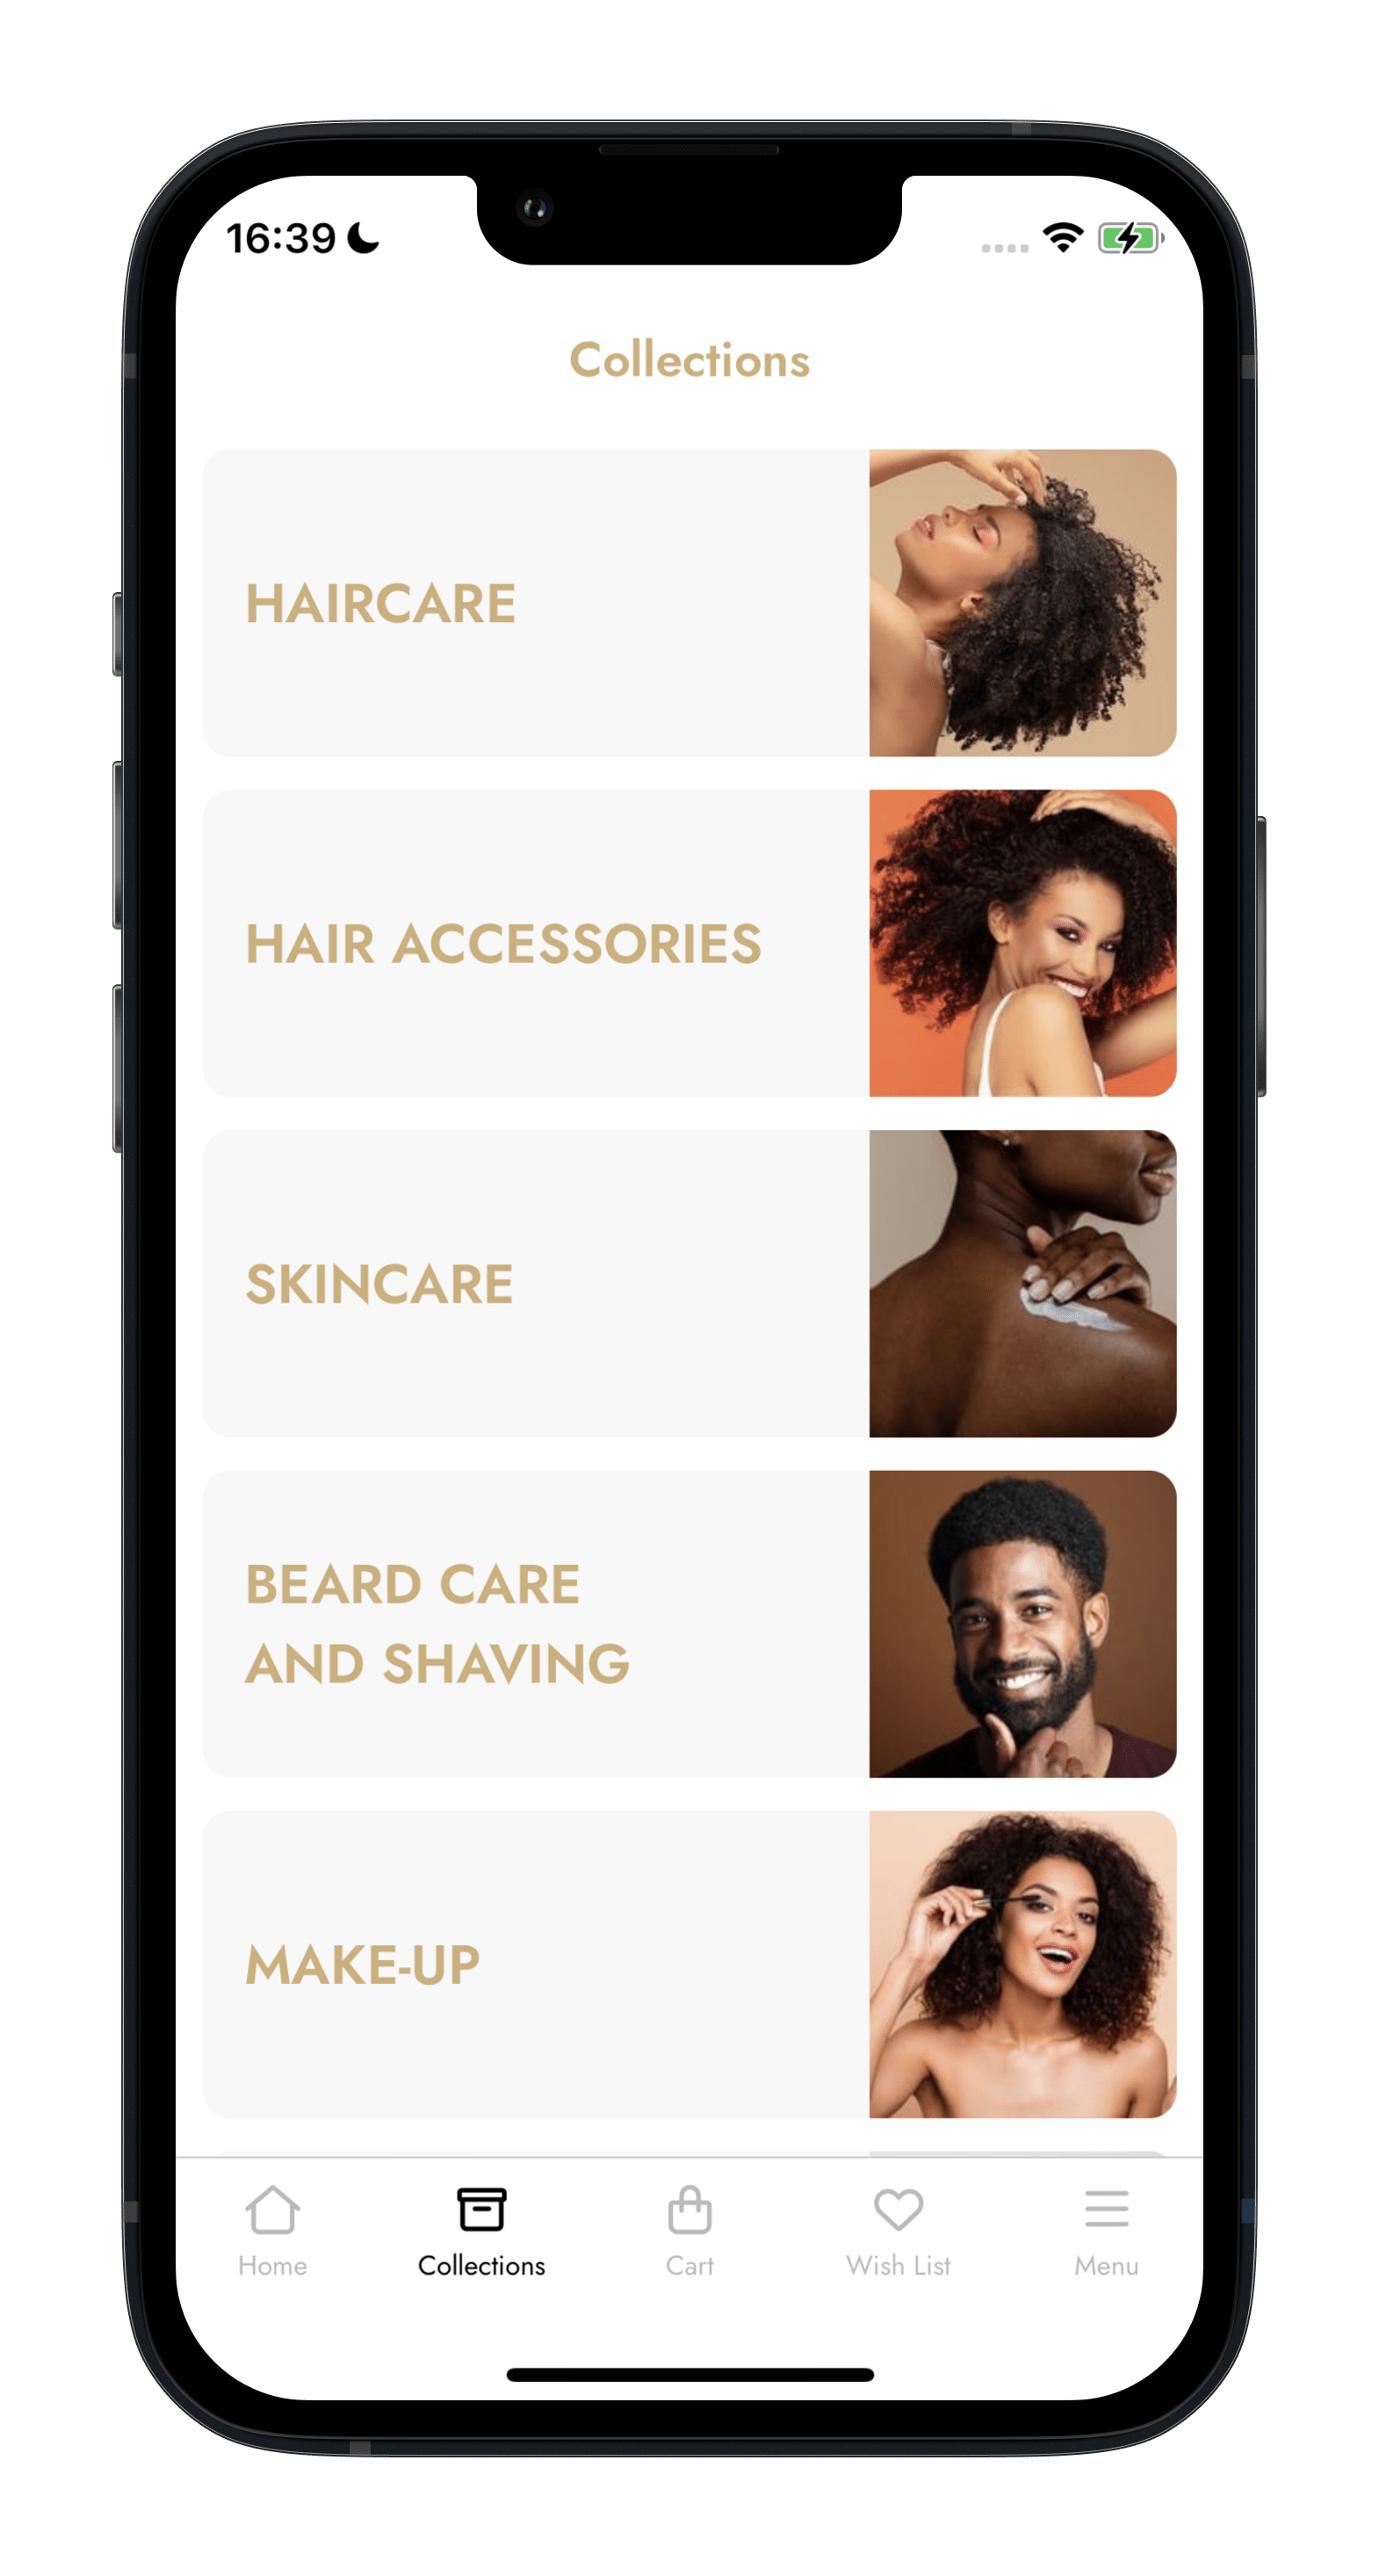 16:39
Collections
HAIRCARE
HAIR ACCESSORIES
SKINCARE
BEARD CARE
AND SHAVING
MAKE-UP
Home
Collections
Cart
Wish List
Menu